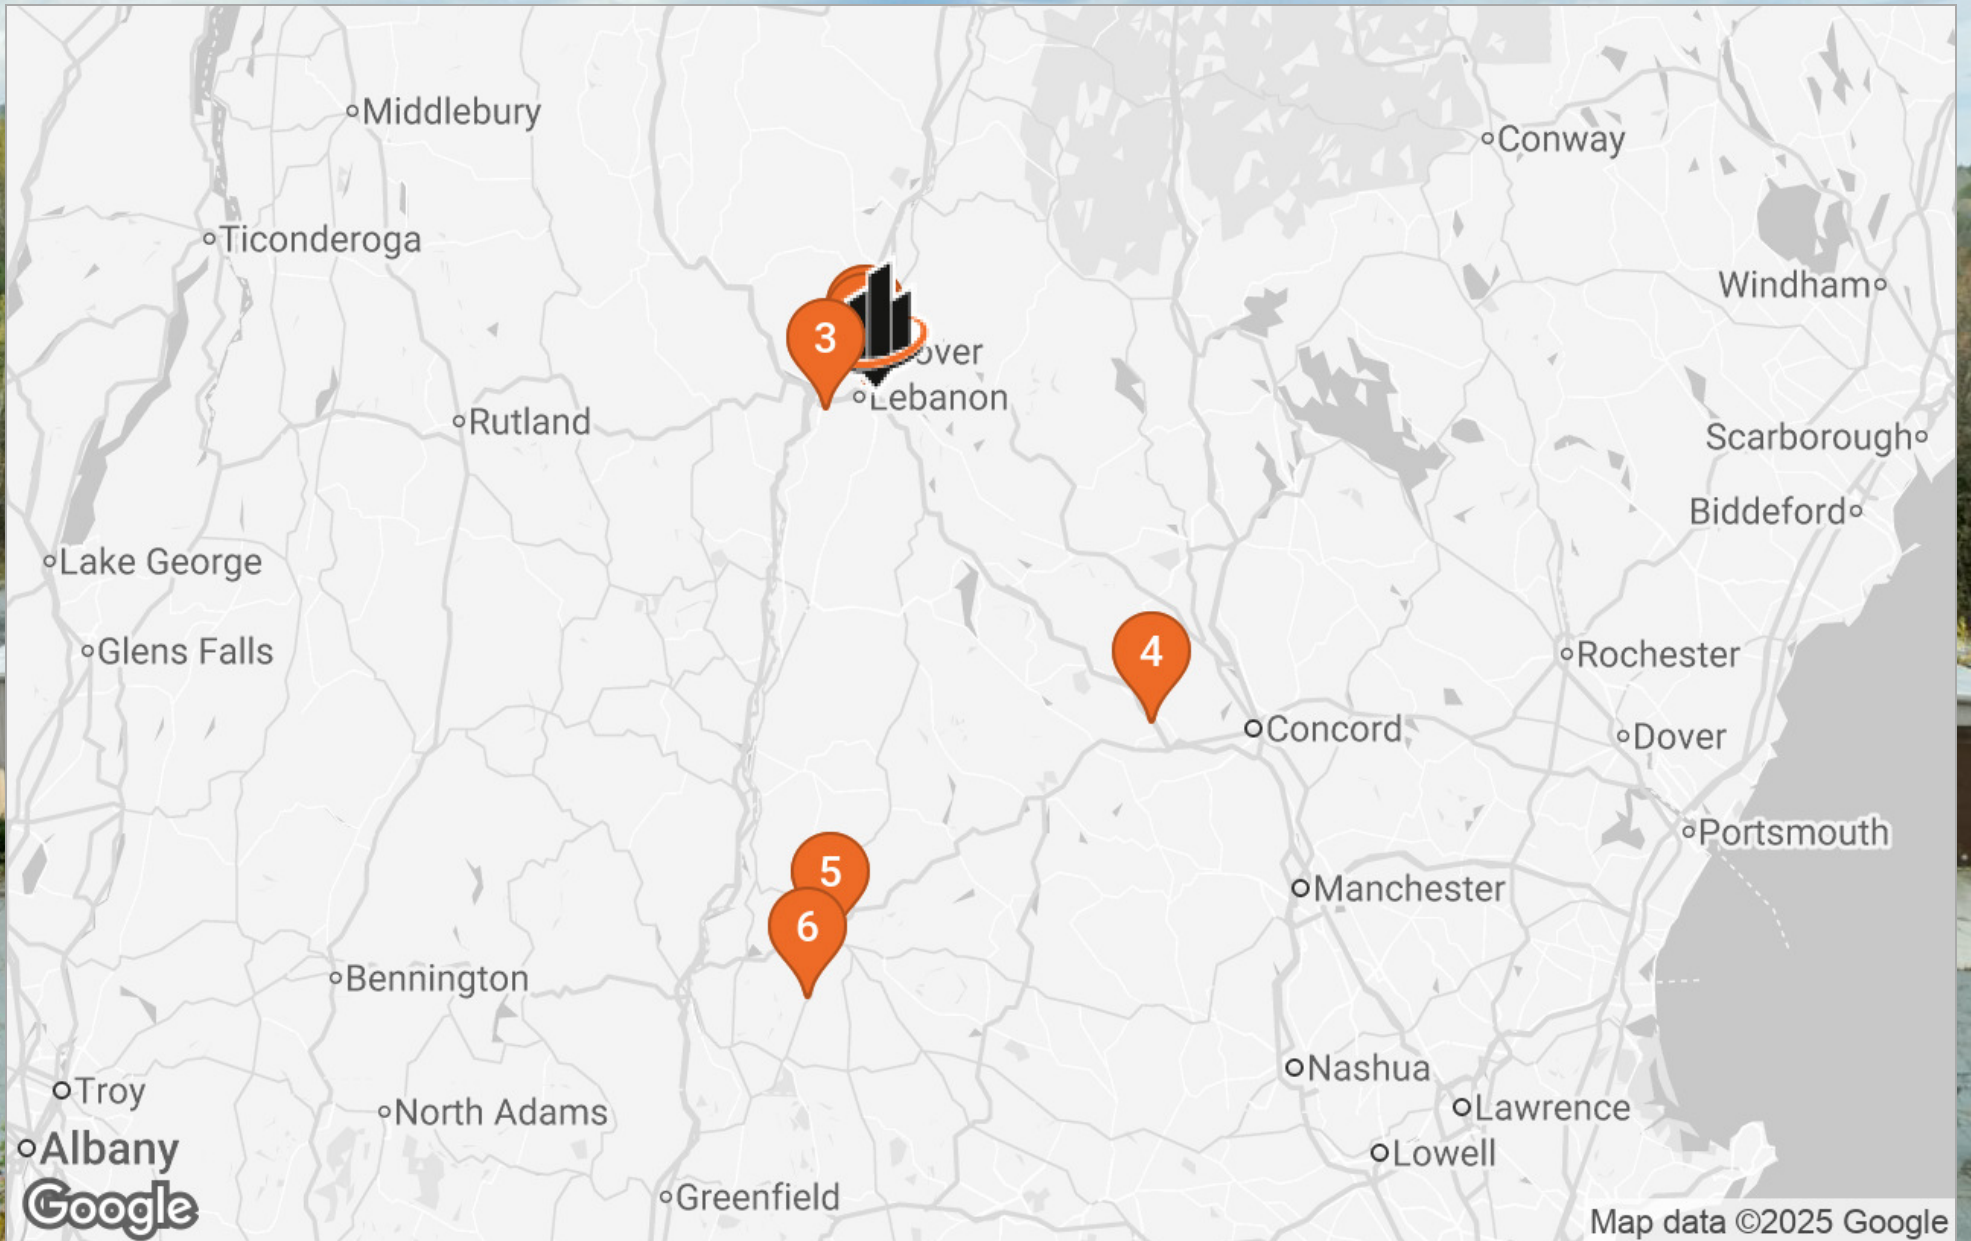 Middlebury
Conway
Ticonderoga
Windham
3
over
Lebanon
Rutland
Scarborough
Biddeford
Lake George
4
Glens Falls
Rochester
Concord
Dover
Portsmouth
5
Manchester
6
Bennington
Nashua
Troy
North Adams
Lawrence
Albany
Lowell
Greenfield
Google
Map data ©2025 Google